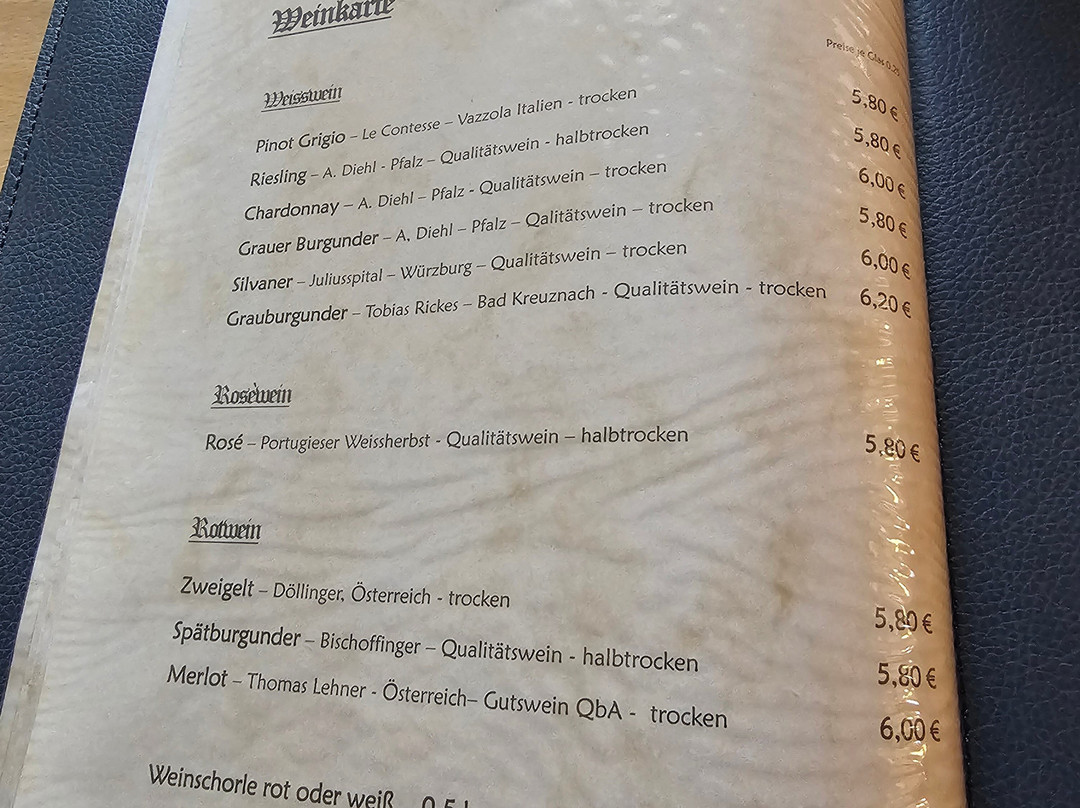 Weinkarte
Preise je Glas 0,25
Weisswein
Pinot Grigio – Le Contesse – Vazzola Italien - trocken 5,80 €
Riesling – A. Diehl - Pfalz – Qualitätswein - halbtrocken 5,80 €
Chardonnay – A. Diehl – Pfalz - Qualitätswein – trocken 6,00 €
Grauer Burgunder – A, Diehl – Pfalz – Qalitätswein – trocken 5,80 €
Silvaner – Juliusspital – Würzburg – Qualitätswein – trocken 6,00 €
Grauburgunder – Tobias Rickes – Bad Kreuznach - Qualitätswein - trocken 6,20 €
Rosèwein
Rosé – Portugieser Weissherbst - Qualitätswein – halbtrocken 5,80 €
Rotwein
Zweigelt – Döllinger, Österreich - trocken 5,80 €
Spätburgunder – Bischoffinger – Qualitätswein - halbtrocken 5,80 €
Merlot – Thomas Lehner - Österreich– Gutswein QbA - trocken 6,00 €
Weinschorle rot oder weiß 0,5 l